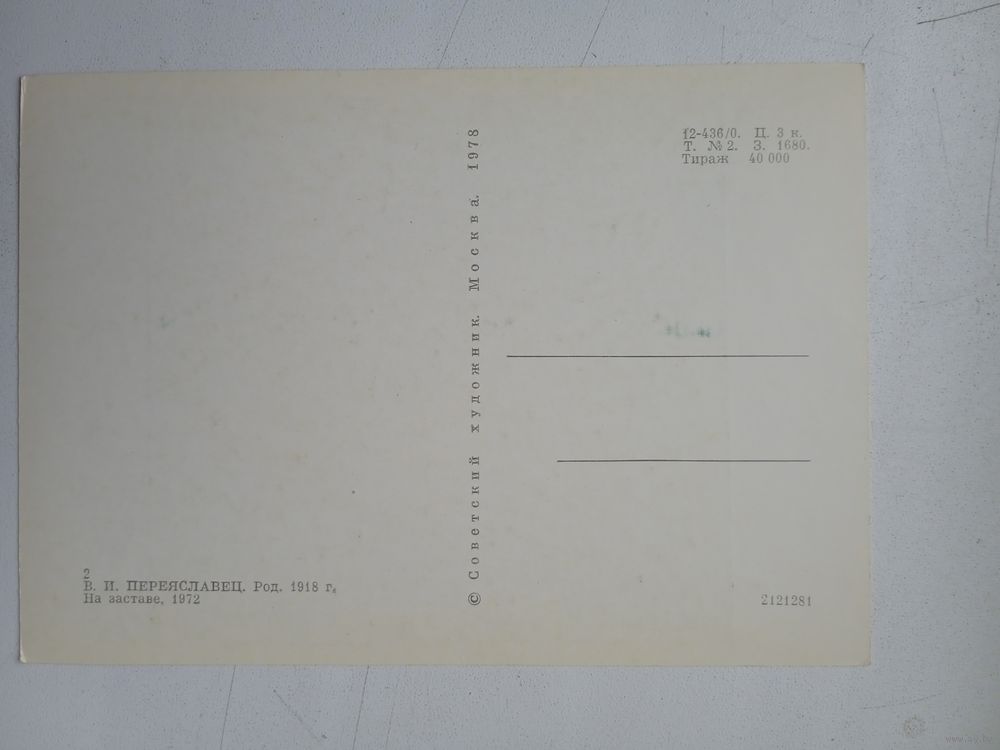 12-436/0. Ц. 3 к.
Т. № 2. З. 1680.
Тираж 40 000
© Советский художник. Москва. 1978
2
В. И. ПЕРЕЯСЛАВЕЦ. Род. 1918 г.
На заставе, 1972
2121281